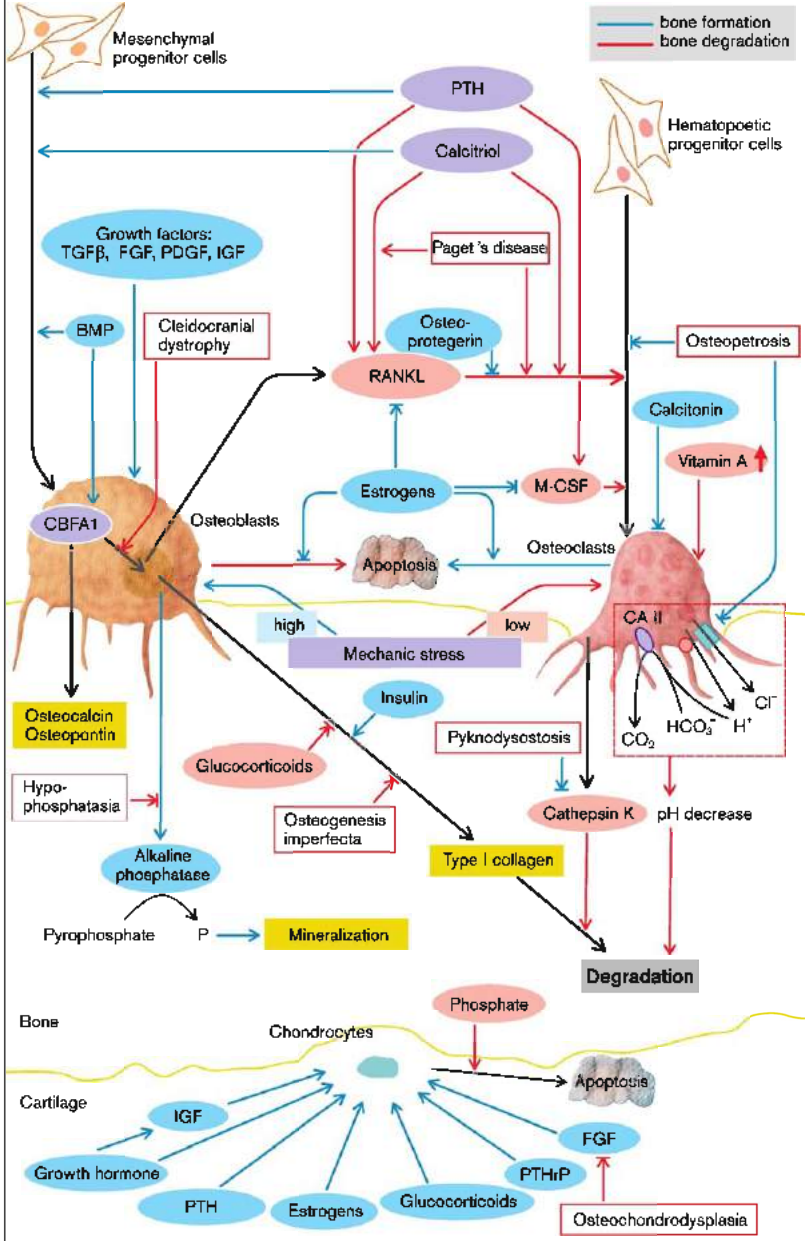 Mesenchymal
progenitor cells
bone formation
bone degradation
PTH
Hematopoetic
progenitor cells
Calcitriol
Growth factors:
TGFβ, FGF, PDGF, IGF
Paget's disease
BMP
Cleidocranial
dystrophy
Osteo-
protegerin
Osteopetrosis
RANKL
Calcitonin
Vitamin A
Estrogens
M-CSF
CBFA1
Osteoblasts
Apoptosis
Osteoclasts
high
low
Mechanic stress
CA II
Cl⁻
HCO₃⁻
H⁺
CO₂
Osteocalcin
Osteopontin
Insulin
Glucocorticoids
Pyknodysostosis
Hypo-
phosphatasia
Osteogenesis
imperfecta
Cathepsin K
pH decrease
Type I collagen
Alkaline
phosphatase
Pyrophosphate
P
Mineralization
Degradation
Bone
Phosphate
Chondrocytes
Apoptosis
Cartilage
IGF
FGF
Growth hormone
PTH
Estrogens
Glucocorticoids
PTHrP
Osteochondrodysplasia